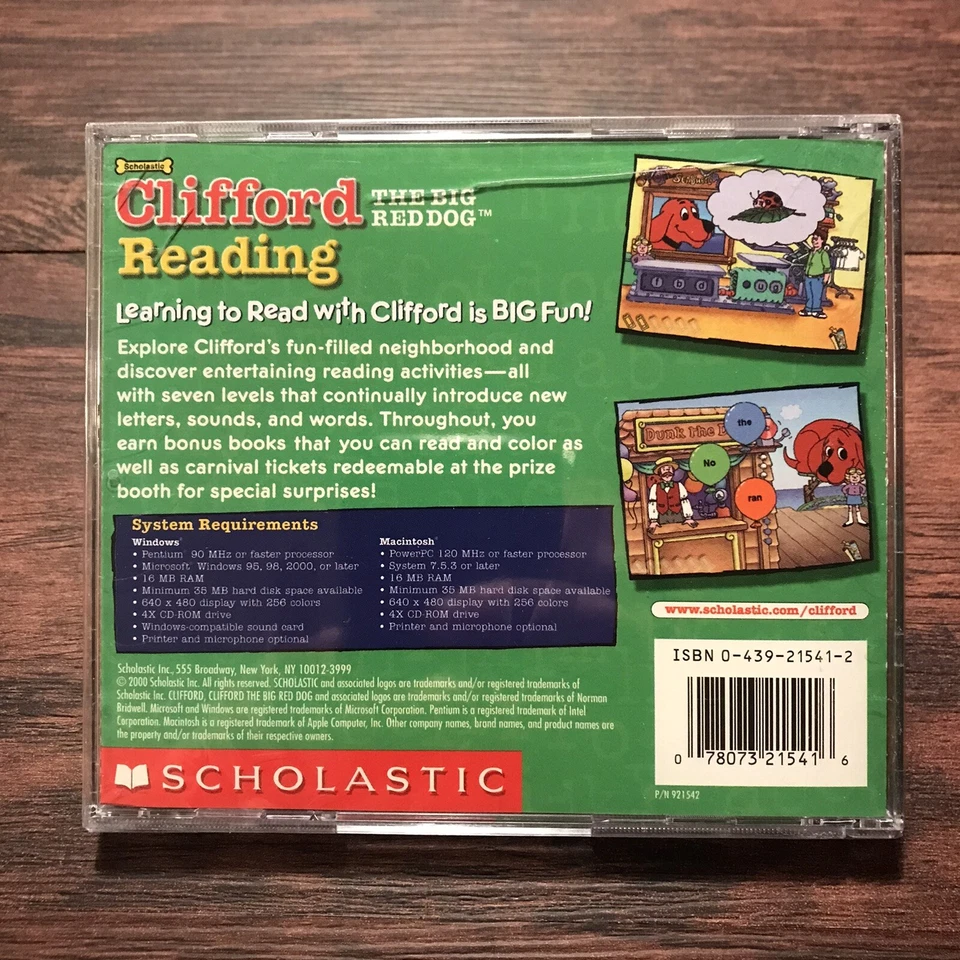 Scholastic
Clifford THE BIG RED DOG™
Reading
Learning to Read with Clifford is BIG Fun!
Explore Clifford's fun-filled neighborhood and
discover entertaining reading activities—all
with seven levels that continually introduce new
letters, sounds, and words. Throughout, you
earn bonus books that you can read and color as
well as carnival tickets redeemable at the prize
booth for special surprises!
System Requirements
Windows®
• Pentium® 90 MHz or faster processor
• Microsoft® Windows 95, 98, 2000, or later
• 16 MB RAM
• Minimum 35 MB hard disk space available
• 640 x 480 display with 256 colors
• 4X CD-ROM drive
• Windows-compatible sound card
• Printer and microphone optional
Macintosh®
• PowerPC 120 MHz or faster processor
• System 7.5.3 or later
• 16 MB RAM
• Minimum 35 MB hard disk space available
• 640 x 480 display with 256 colors
• 4X CD-ROM drive
• Printer and microphone optional
Scholastic Inc., 555 Broadway, New York, NY 10012-3999
© 2000 Scholastic Inc. All rights reserved. SCHOLASTIC and associated logos are trademarks and/or registered trademarks of
Scholastic Inc. CLIFFORD, CLIFFORD THE BIG RED DOG and associated logos are trademarks and/or registered trademarks of Norman
Bridwell. Microsoft and Windows are registered trademarks of Microsoft Corporation. Pentium is a registered trademark of Intel
Corporation. Macintosh is a registered trademark of Apple Computer, Inc. Other company names, brand names, and product names are
the property and/or trademarks of their respective owners.
SCHOLASTIC
f b d
u g
Dunk the
the
No
ran
www.scholastic.com/clifford
ISBN 0-439-21541-2
0 78073 21541 6
P/N 921542